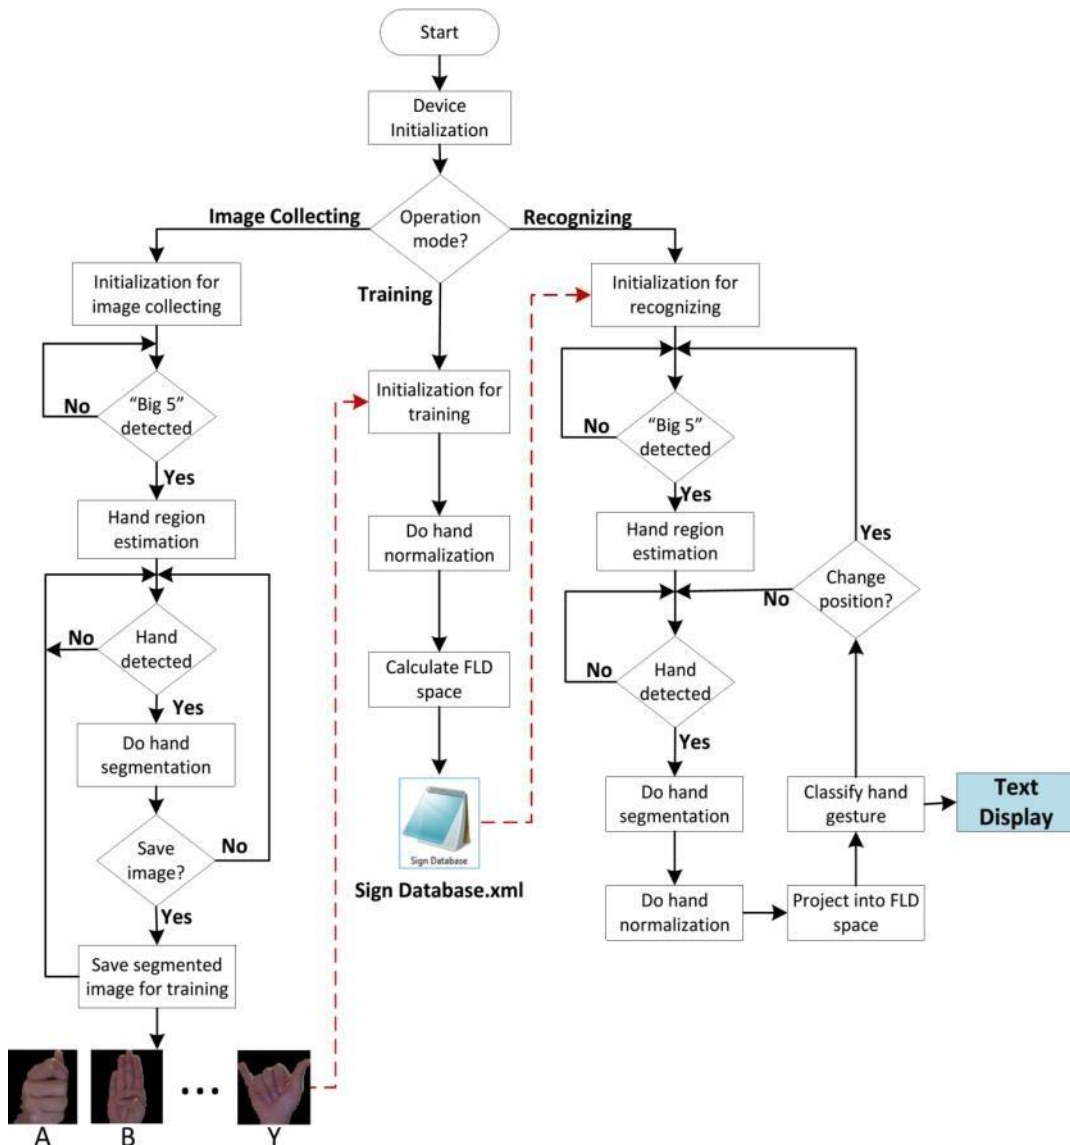 Start
Device
Initialization
Image Collecting
Operation
mode?
Recognizing
Training
Initialization for
image collecting
No
“Big 5”
detected
Yes
Hand region
estimation
No
Hand
detected
Yes
Do hand
segmentation
Save
image?
No
Yes
Save segmented
image for training
A
B
...
Y
Initialization for
training
Do hand
normalization
Calculate FLD
space
Sign Database
Sign Database.xml
Initialization for
recognizing
No
“Big 5”
detected
Yes
Hand region
estimation
No
Hand
detected
Yes
Do hand
segmentation
Do hand
normalization
Project into FLD
space
Classify hand
gesture
Text
Display
Change
position?
No
Yes